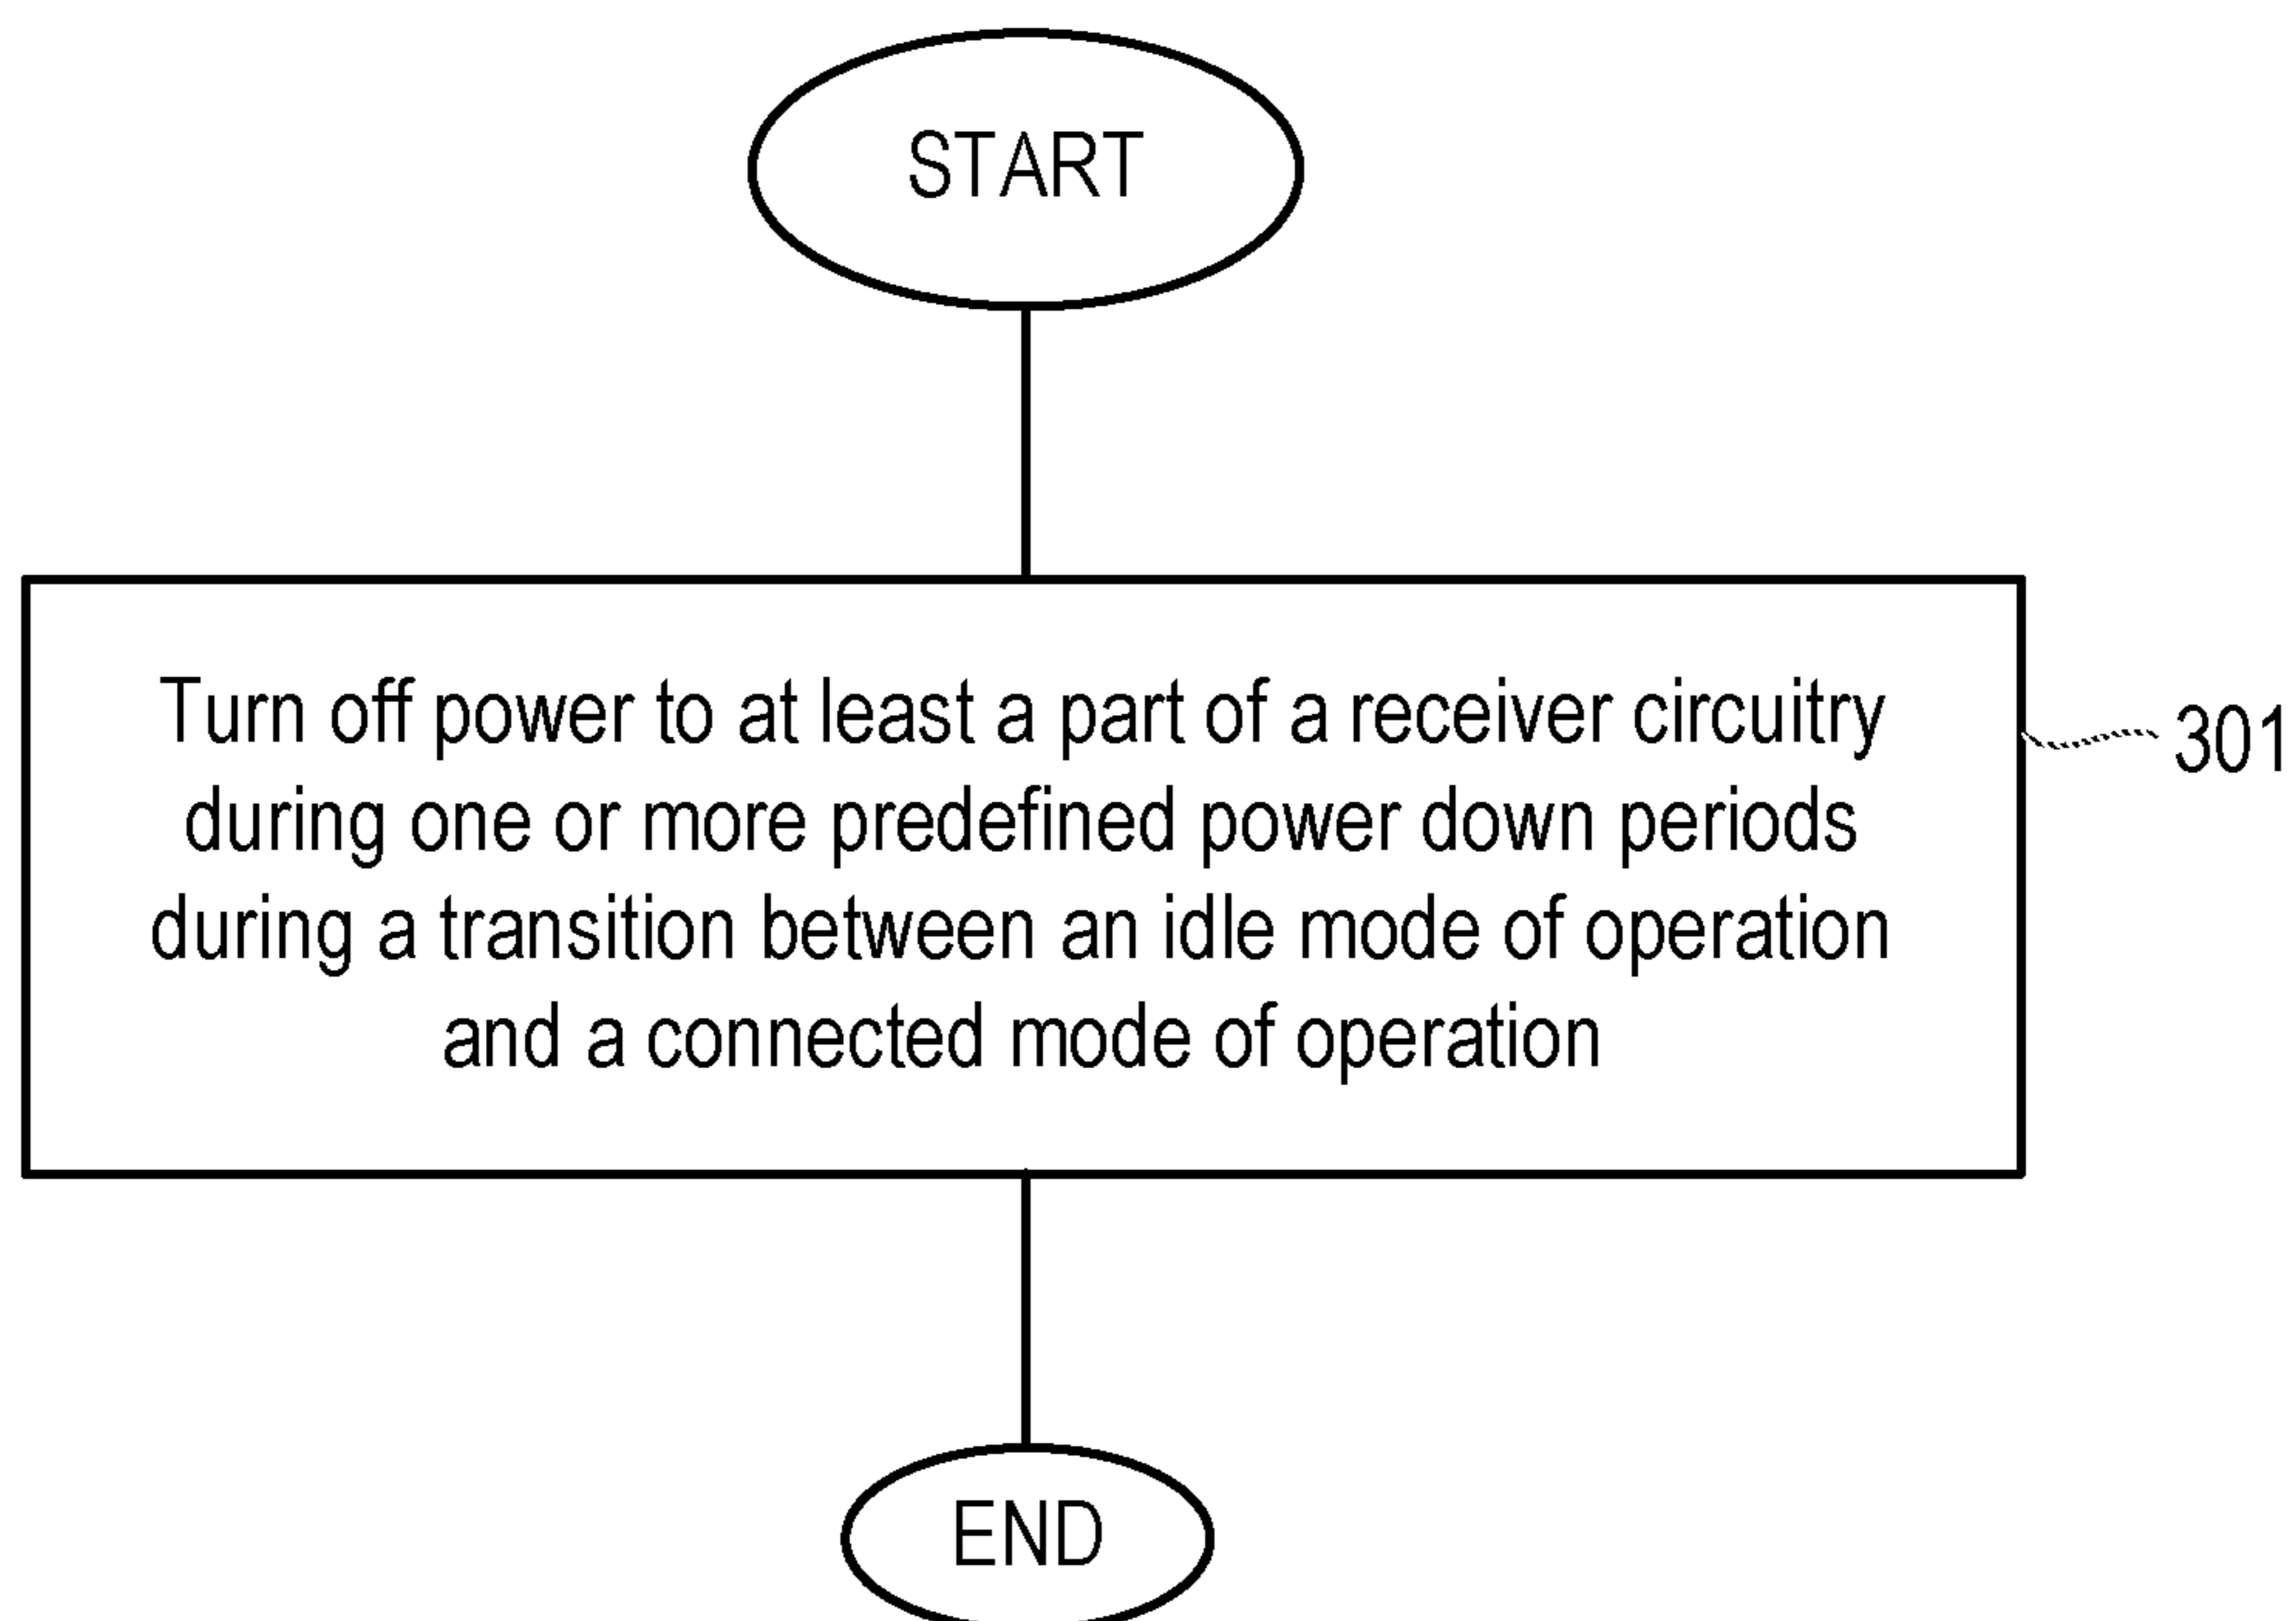 START
Turn off power to at least a part of a receiver circuitry
during one or more predefined power down periods
during a transition between an idle mode of operation
and a connected mode of operation
301
END